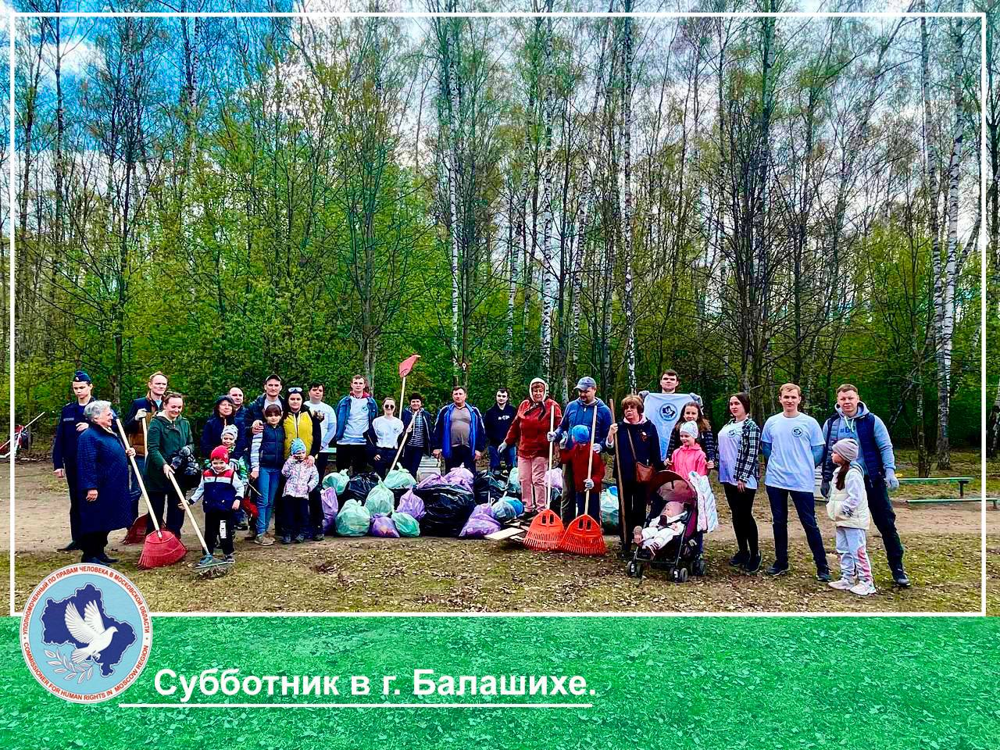 УПОЛНОМОЧЕННЫЙ ПО ПРАВАМ ЧЕЛОВЕКА В МОСКОВСКОЙ ОБЛАСТИ
COMMISSIONER FOR HUMAN RIGHTS IN MOSCOW REGION
Субботник в г. Балашихе.